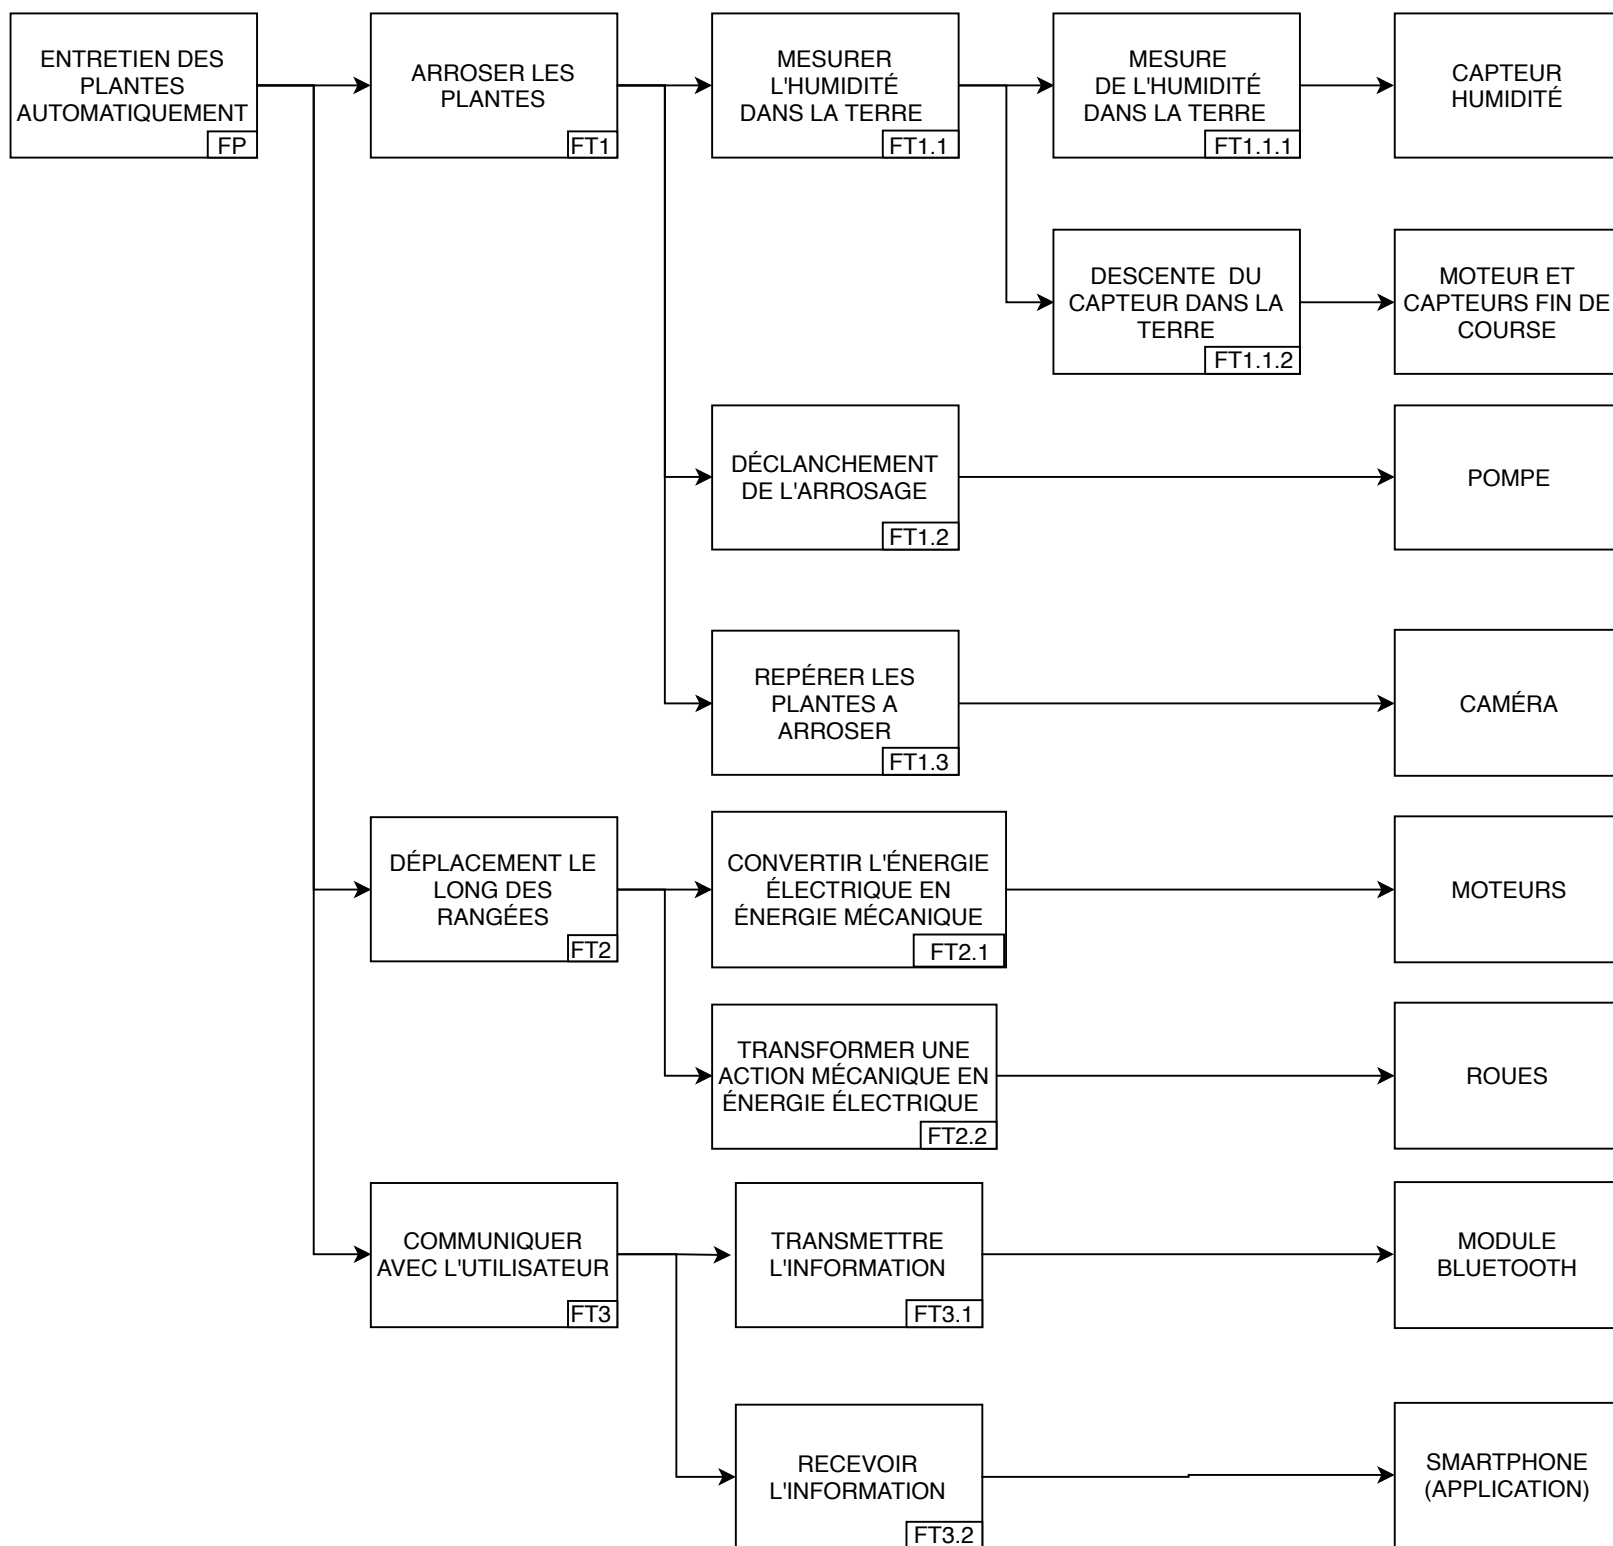 ENTRETIEN DES
PLANTES
AUTOMATIQUEMENT
FP
ARROSER LES
PLANTES
FT1
MESURER
L'HUMIDITÉ
DANS LA TERRE
FT1.1
MESURE
DE L'HUMIDITÉ
DANS LA TERRE
FT1.1.1
CAPTEUR
HUMIDITÉ
DESCENTE DU
CAPTEUR DANS LA
TERRE
FT1.1.2
MOTEUR ET
CAPTEURS FIN DE
COURSE
DÉCLANCHEMENT
DE L'ARROSAGE
FT1.2
POMPE
REPÉRER LES
PLANTES A
ARROSER
FT1.3
CAMÉRA
DÉPLACEMENT LE
LONG DES
RANGÉES
FT2
CONVERTIR L'ÉNERGIE
ÉLECTRIQUE EN
ÉNERGIE MÉCANIQUE
FT2.1
MOTEURS
TRANSFORMER UNE
ACTION MÉCANIQUE EN
ÉNERGIE ÉLECTRIQUE
FT2.2
ROUES
COMMUNIQUER
AVEC L'UTILISATEUR
FT3
TRANSMETTRE
L'INFORMATION
FT3.1
MODULE
BLUETOOTH
RECEVOIR
L'INFORMATION
FT3.2
SMARTPHONE
(APPLICATION)